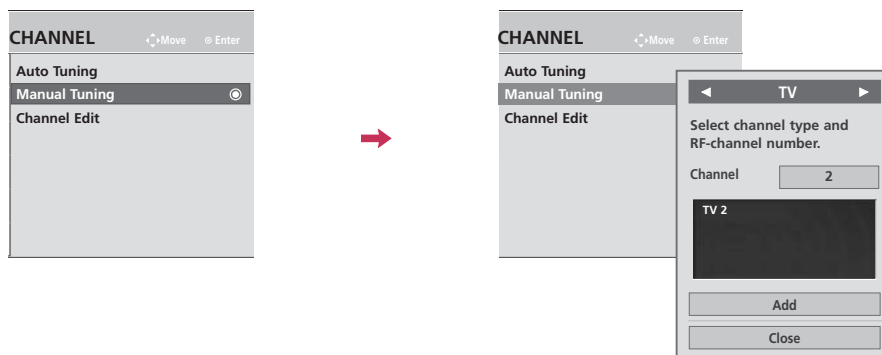 CHANNEL Move Enter
Auto Tuning
Manual Tuning
Channel Edit
CHANNEL Move Enter
Auto Tuning
Manual Tuning
Channel Edit
TV
Select channel type and
RF-channel number.
Channel 2
TV 2
Add
Close